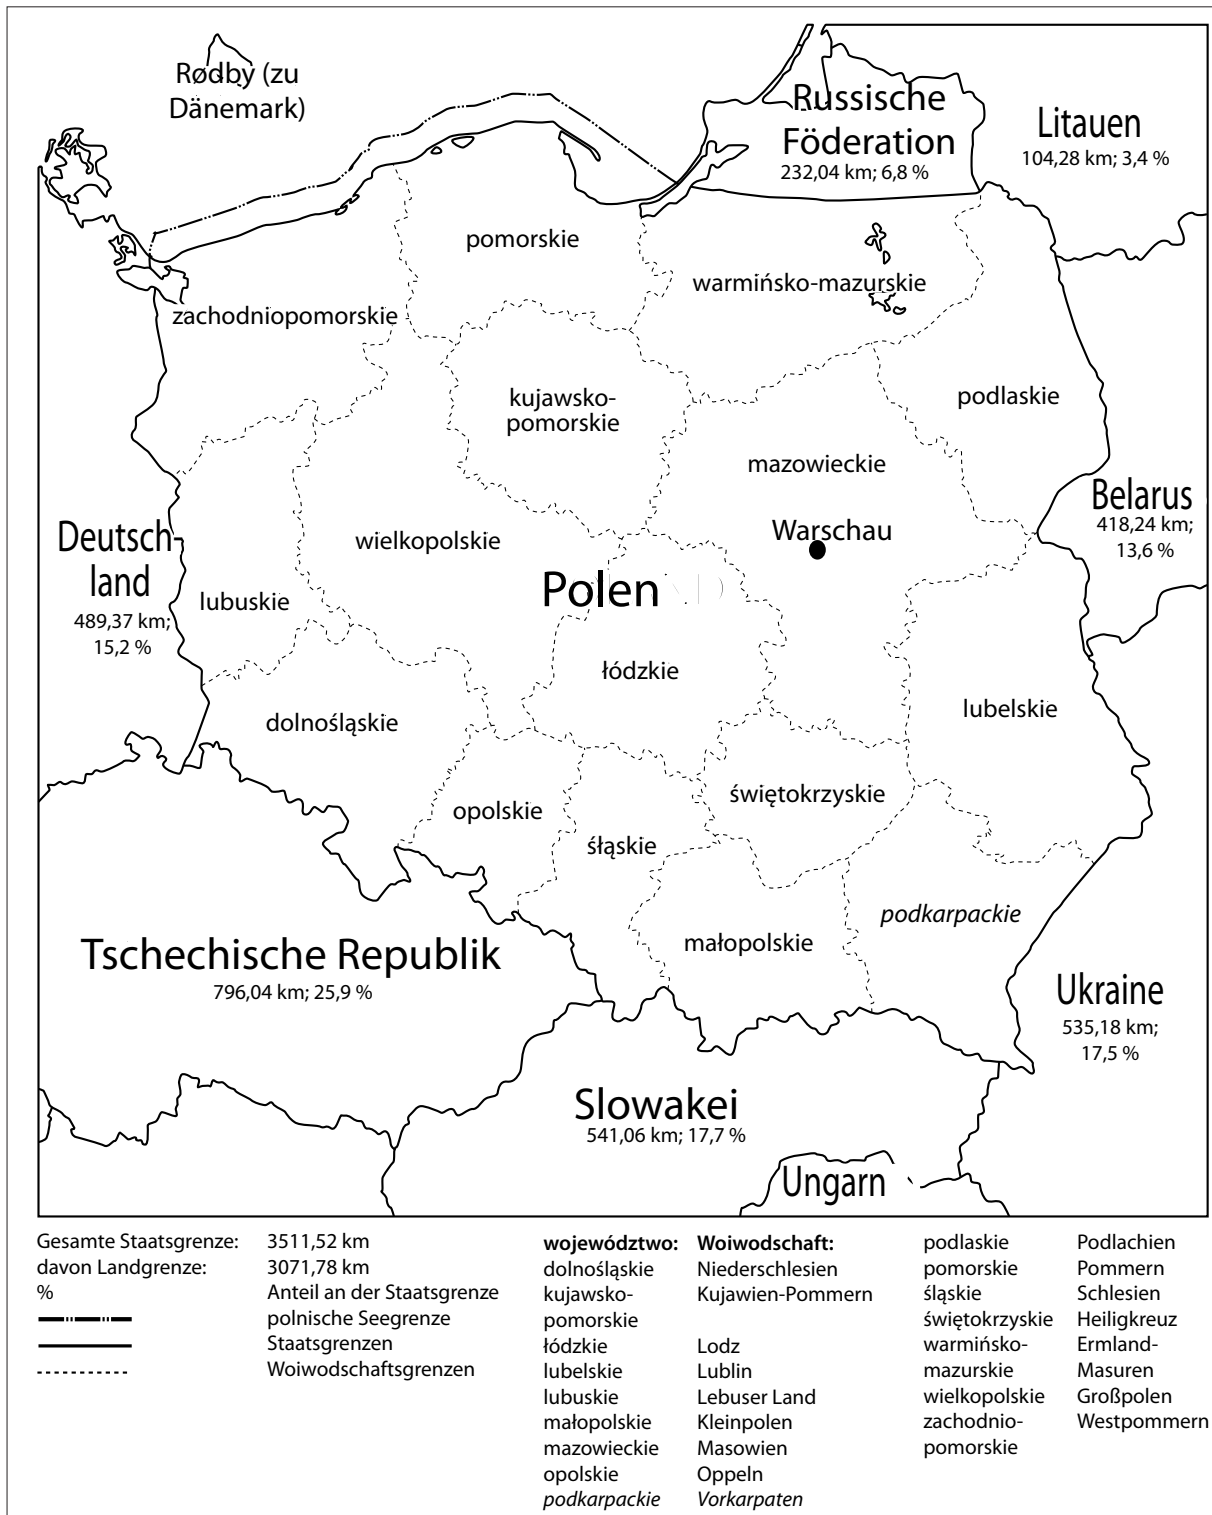 Rødby (zu
Dänemark)
Russische
Föderation
232,04 km; 6,8 %
Litauen
104,28 km; 3,4 %
pomorskie
warmińsko-mazurskie
zachodniopomorskie
kujawsko-
pomorskie
podlaskie
mazowieckie
Belarus
418,24 km;
13,6 %
Warschau
Deutsch-
land
489,37 km;
15,2 %
wielkopolskie
Polen
lubuskie
łódzkie
lubelskie
dolnośląskie
opolskie
świętokrzyskie
śłąskie
podkarpackie
małopolskie
Tschechische Republik
796,04 km; 25,9 %
Ukraine
535,18 km;
17,5 %
Slowakei
541,06 km; 17,7 %
Ungarn
Gesamte Staatsgrenze: 3511,52 km
davon Landgrenze: 3071,78 km
% Anteil an der Staatsgrenze
polnische Seegrenze
Staatsgrenzen
Woiwodschaftsgrenzen
województwo: Woiwodschaft:
dolnośląskie Niederschlesien
kujawsko- Kujawien-Pommern
pomorskie
łódzkie Lodz
lubelskie Lublin
lubuskie Lebuser Land
małopolskie Kleinpolen
mazowieckie Masowien
opolskie Oppeln
podkarpackie Vorkarpaten
podlaskie Podlachien
pomorskie Pommern
śląskie Schlesien
świętokrzyskie Heiligkreuz
warmińsko- Ermland-
mazurskie Masuren
wielkopolskie Großpolen
zachodnio- Westpommern
pomorskie